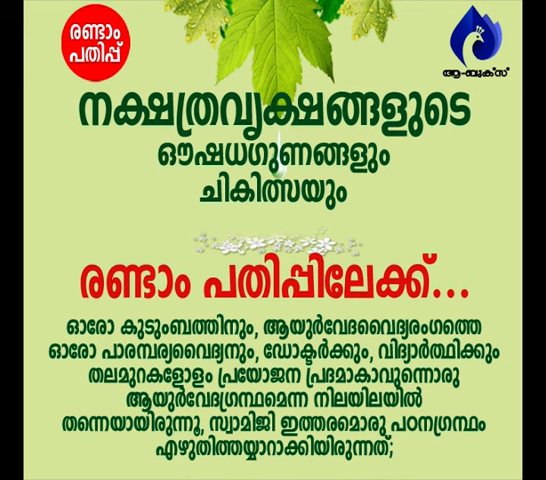 രണ്ടാം
പതിപ്പ്
ആ-ബുക്സ്
നക്ഷത്രവൃക്ഷങ്ങളുടെ
ഔഷധഗുണങ്ങളും
ചികിത്സയും
രണ്ടാം പതിപ്പിലേക്ക്...
ഓരോ കുടുംബത്തിനും, ആയുർവേദവൈദ്യരംഗത്തെ
ഓരോ പാരമ്പര്യവൈദ്യനും, ഡോക്ടർക്കും, വിദ്യാർത്ഥിക്കും
തലമുറകളോളം പ്രയോജന പ്രദമാകാവുന്നൊരു
ആയുർവേദഗ്രന്ഥമെന്ന നിലയിലയിൽ
തന്നെയായിരുന്നൂ, സ്വാമിജി ഇത്തരമൊരു പഠനഗ്രന്ഥം
എഴുതിത്തയ്യാറാക്കിയിരുന്നത്;